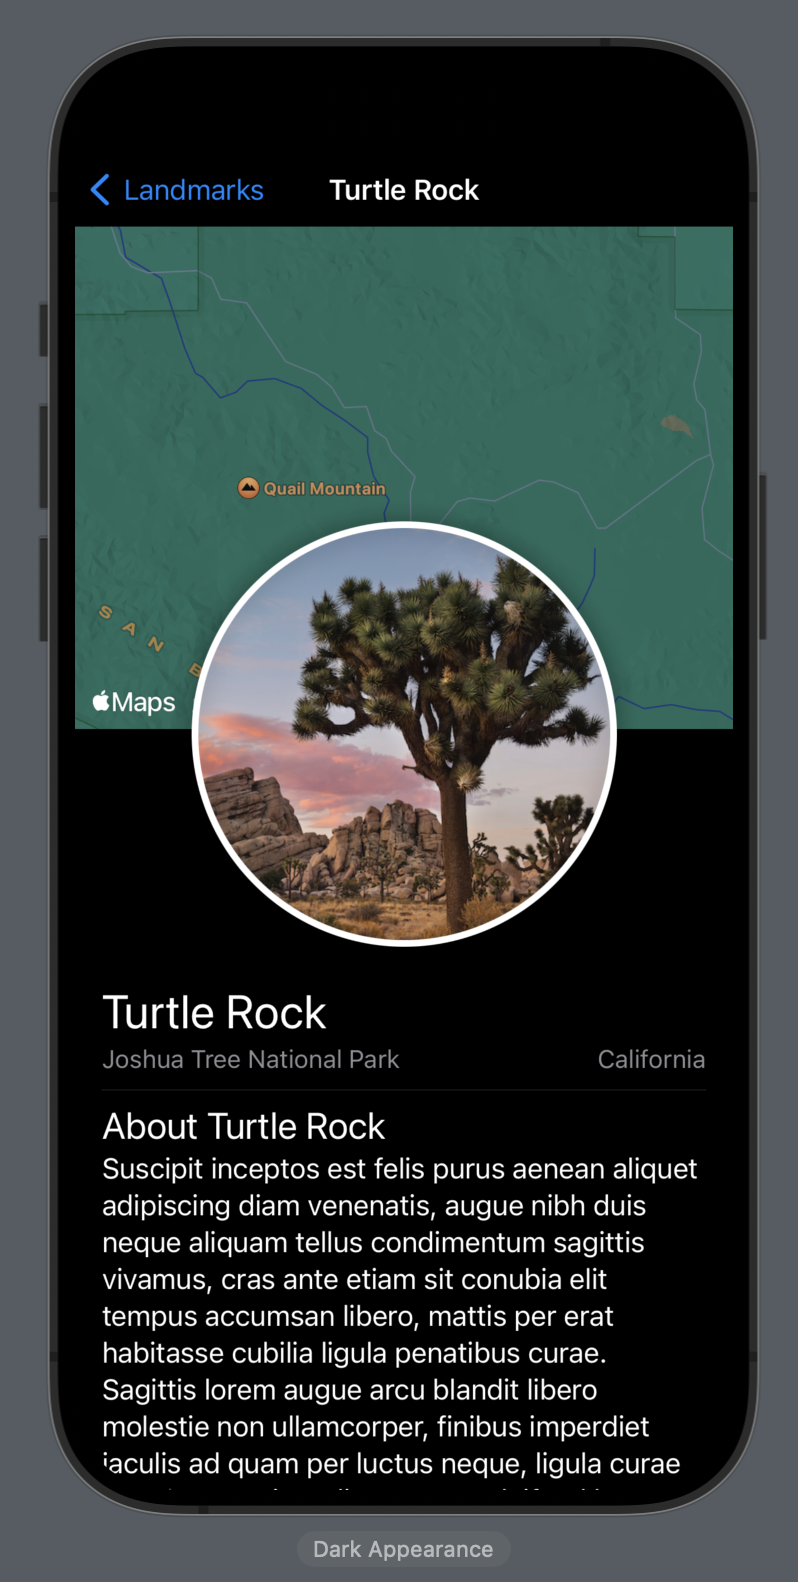 Landmarks
Turtle Rock
Quail Mountain
SAN
Maps
Turtle Rock
Joshua Tree National Park
California
About Turtle Rock
Suscipit inceptos est felis purus aenean aliquet
adipiscing diam venenatis, augue nibh duis
neque aliquam tellus condimentum sagittis
vivamus, cras ante etiam sit conubia elit
tempus accumsan libero, mattis per erat
habitasse cubilia ligula penatibus curae.
Sagittis lorem augue arcu blandit libero
molestie non ullamcorper, finibus imperdiet
iaculis ad quam per luctus neque, ligula curae
Dark Appearance